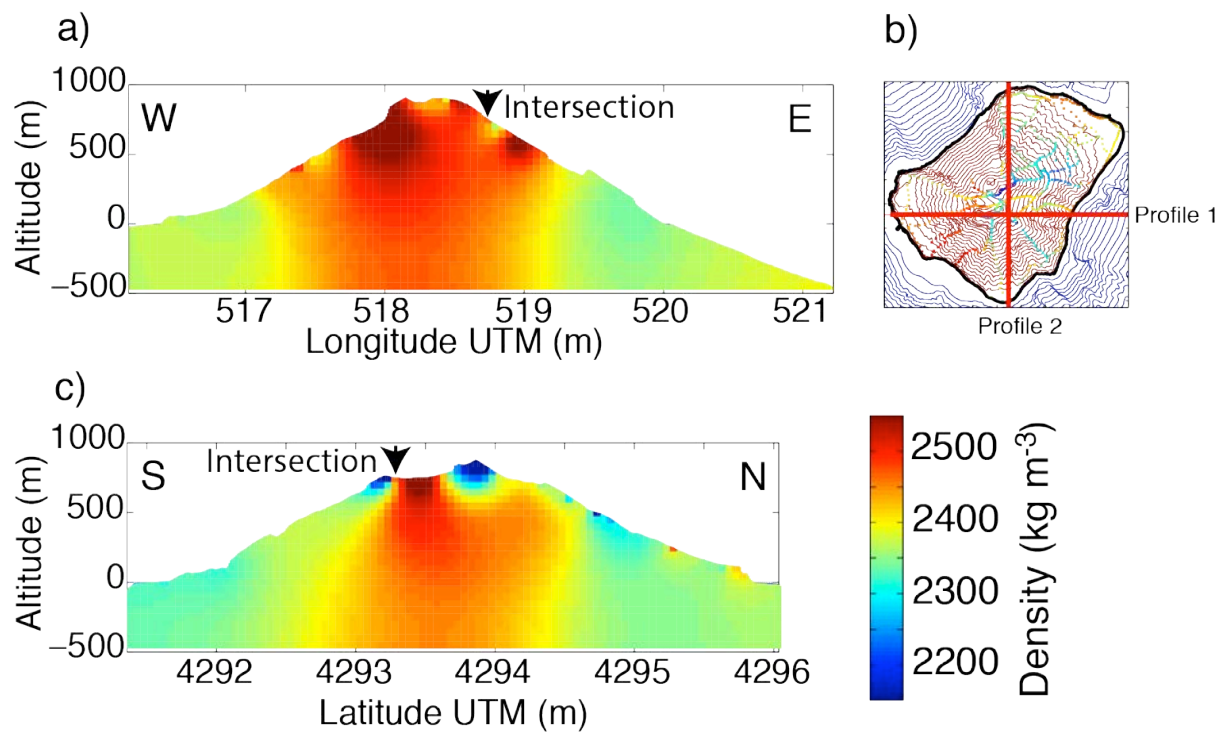 a)
b)
1000
500
0
−500
Altitude (m)
W
Intersection
E
517
518
519
520
521
Longitude UTM (m)
Profile 1
Profile 2
c)
1000
500
0
−500
Altitude (m)
Intersection
S
N
4292
4293
4294
4295
4296
Latitude UTM (m)
2500
2400
2300
2200
Density (kg m⁻³)